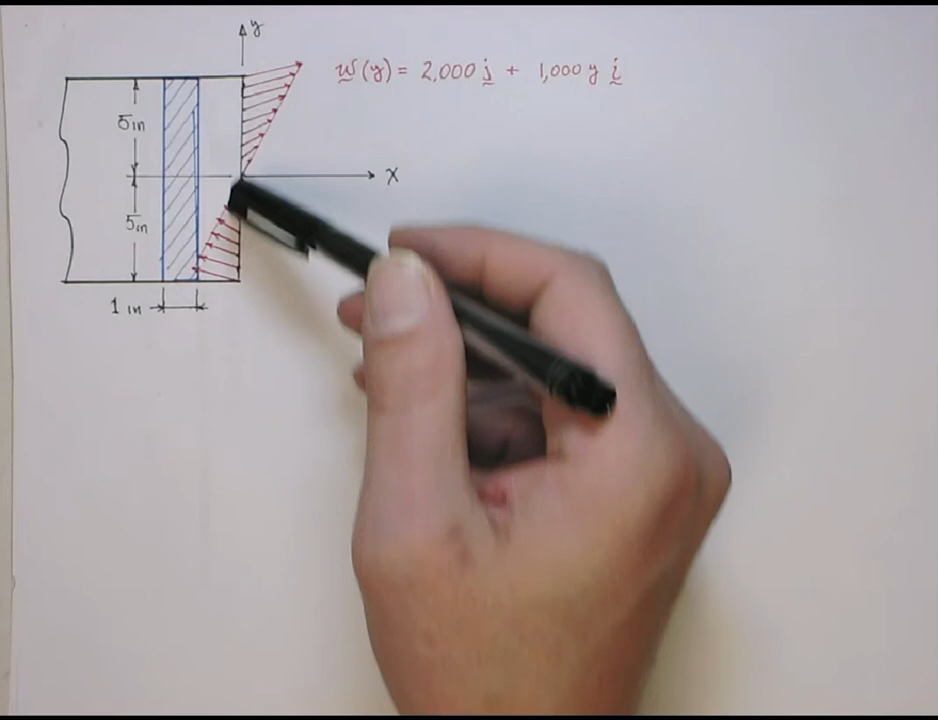 y
w(y) = 2,000 j + 1,000 y i
5in
x
5in
1 in